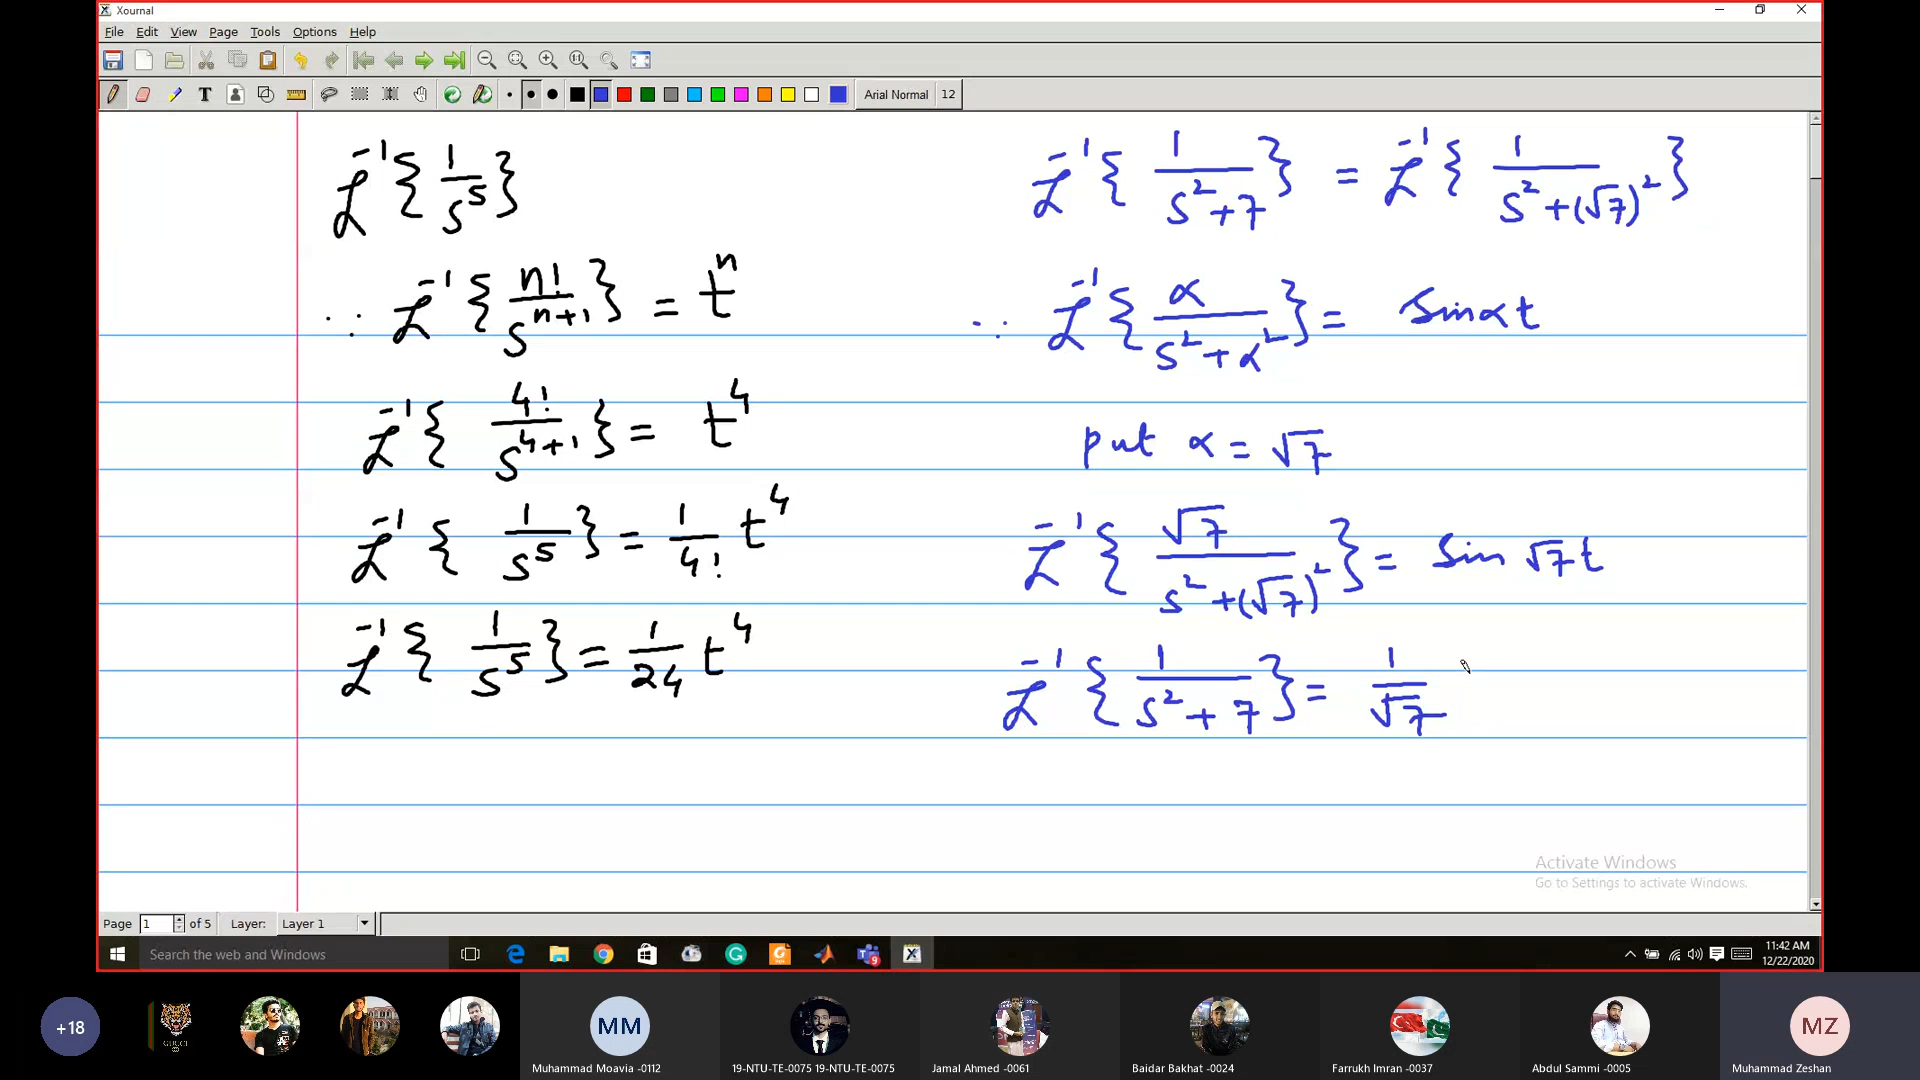 Xournal
File Edit View Page Tools Options Help
Arial Normal 12
ℒ⁻¹{1/s⁵}
∵ ℒ⁻¹{n!/sⁿ⁺¹} = tⁿ
ℒ⁻¹{4!/s⁴⁺¹} = t⁴
ℒ⁻¹{1/s⁵} = 1/4! t⁴
ℒ⁻¹{1/s⁵} = 1/24 t⁴
ℒ⁻¹{1/s²+7} = ℒ⁻¹{1/s²+(√7)²}
∵ ℒ⁻¹{α/s²+α²} = sinαt
put α = √7
ℒ⁻¹{√7/s²+(√7)²} = sin √7t
ℒ⁻¹{1/s²+7} = 1/√7
Activate Windows
Go to Settings to activate Windows.
Page 1 of 5 Layer: Layer 1
Search the web and Windows
9
11:42 AM
12/22/2020
+18
GUCCI
MM
MZ
Muhammad Moavia -0112
19-NTU-TE-0075 19-NTU-TE-0075
Jamal Ahmed -0061
Baidar Bakhat -0024
Farrukh Imran -0037
Abdul Sammi -0005
Muhammad Zeshan